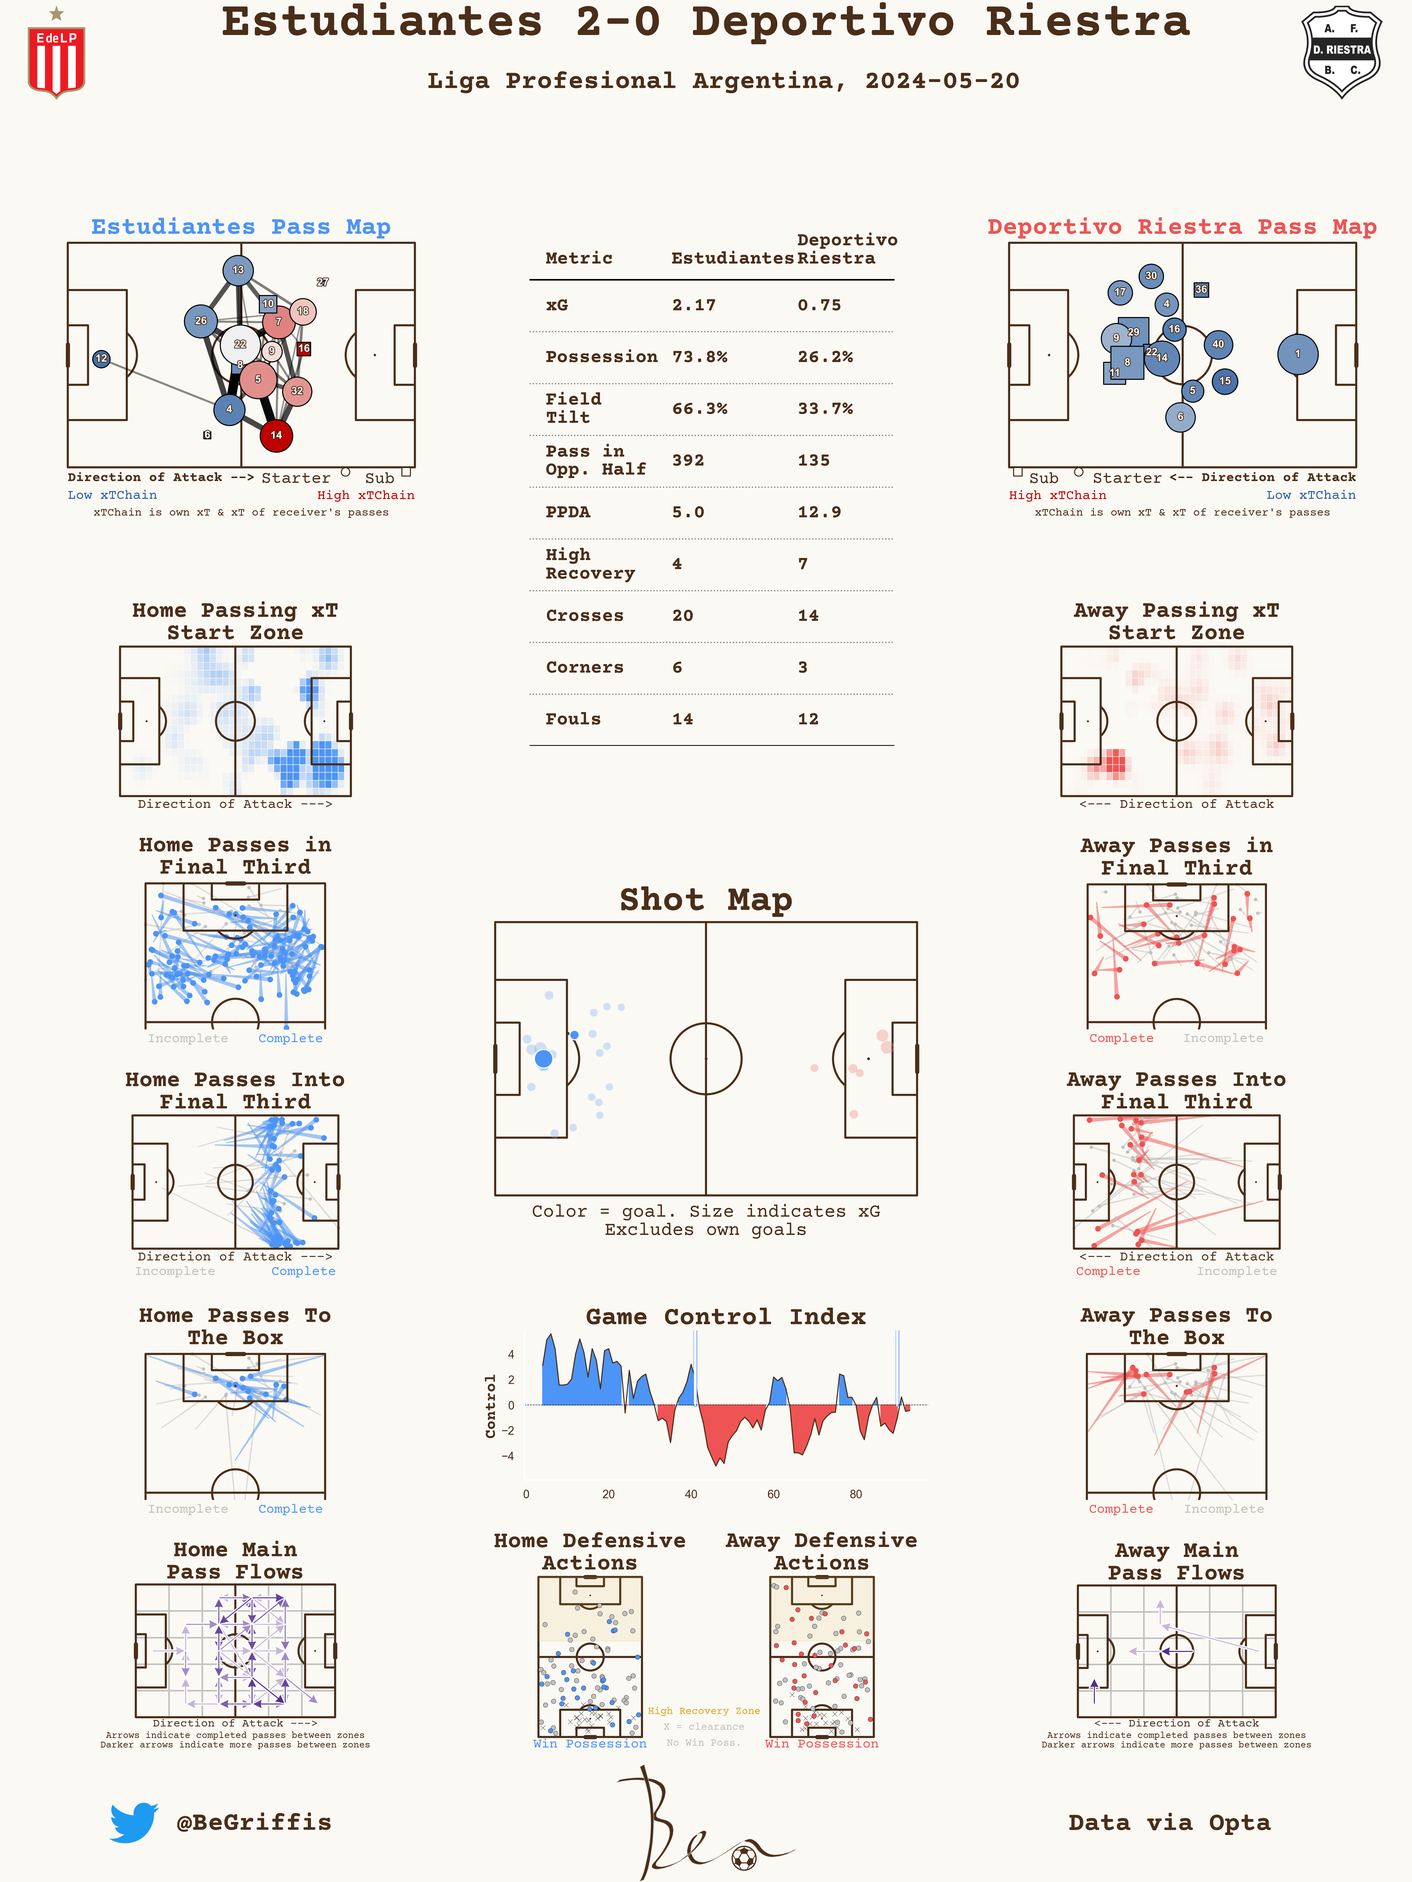 Estudiantes 2-0 Deportivo Riestra
EdeLP
A. F.
D. RIESTRA
B. C.
Liga Profesional Argentina, 2024-05-20
Estudiantes Pass Map
13
27
10
18
26
7
22
9
16
12
8
5
32
4
6
14
Direction of Attack --> Starter Sub
Low xTChain High xTChain
xTChain is own xT & xT of receiver's passes
Metric Estudiantes Deportivo Riestra
xG 2.17 0.75
Possession 73.8% 26.2%
Field
Tilt
66.3% 33.7%
Pass in
Opp. Half
392 135
PPDA 5.0 12.9
High
Recovery
4 7
Crosses 20 14
Corners 6 3
Fouls 14 12
Deportivo Riestra Pass Map
30
17
36
4
16
29
9
40
22
14
1
8
11
15
5
6
Sub Starter <-- Direction of Attack
High xTChain Low xTChain
xTChain is own xT & xT of receiver's passes
Home Passing xT
Start Zone
Direction of Attack --->
Away Passing xT
Start Zone
<--- Direction of Attack
Home Passes in
Final Third
Incomplete Complete
Away Passes in
Final Third
Complete Incomplete
Shot Map
Color = goal. Size indicates xG
Excludes own goals
Home Passes Into
Final Third
Direction of Attack --->
Incomplete Complete
Away Passes Into
Final Third
<--- Direction of Attack
Complete Incomplete
Home Passes To
The Box
Incomplete Complete
Game Control Index
Control
4
2
0
−2
−4
0 20 40 60 80
Away Passes To
The Box
Complete Incomplete
Home Main
Pass Flows
Direction of Attack --->
Arrows indicate completed passes between zones
Darker arrows indicate more passes between zones
Home Defensive
Actions
Win Possession
Away Defensive
Actions
Win Possession
High Recovery Zone
X = clearance
No Win Poss.
Away Main
Pass Flows
<--- Direction of Attack
Arrows indicate completed passes between zones
Darker arrows indicate more passes between zones
@BeGriffis
Ben
Data via Opta